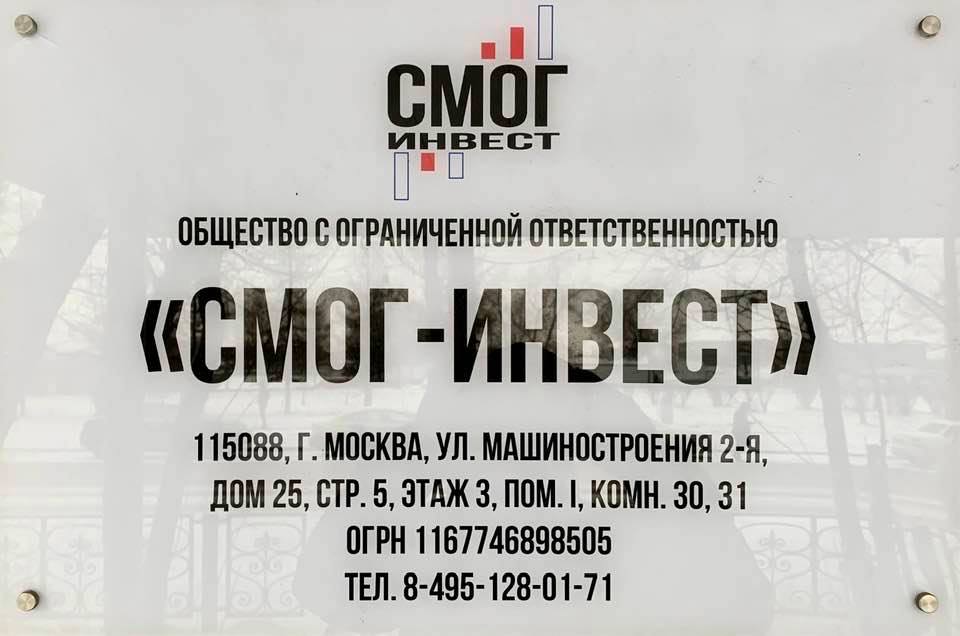 СМОГ
ИНВЕСТ
ОБЩЕСТВО С ОГРАНИЧЕННОЙ ОТВЕТСТВЕННОСТЬЮ
«СМОГ-ИНВЕСТ»
115088, Г. МОСКВА, УЛ. МАШИНОСТРОЕНИЯ 2-Я,
ДОМ 25, СТР. 5, ЭТАЖ 3, ПОМ. I, КОМН. 30, 31
ОГРН 1167746898505
ТЕЛ. 8-495-128-01-71